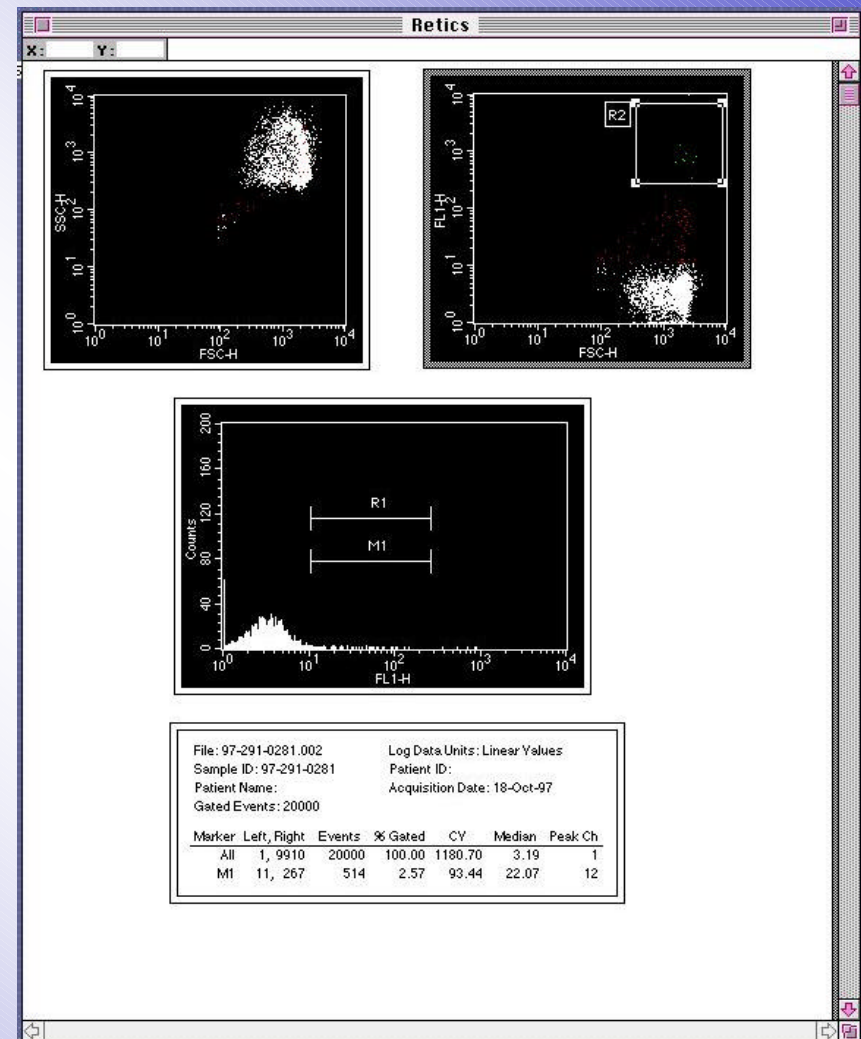 Retics
X: Y:
10^4
10^3
10^2
10^1
10^0
SSC-H
10^0 10^1 10^2 10^3 10^4
FSC-H
10^4
10^3
10^2
10^1
10^0
FL1-H
R2
10^0 10^1 10^2 10^3 10^4
FSC-H
200
160
120
80
40
0
Counts
R1
M1
10^0 10^1 10^2 10^3 10^4
FL1-H
File: 97-291-0281.002 Log Data Units: Linear Values
Sample ID: 97-291-0281 Patient ID:
Patient Name: Acquisition Date: 18-Oct-97
Gated Events: 20000
Marker Left, Right Events % Gated CV Median Peak Ch
All 1, 9910 20000 100.00 1180.70 3.19 1
M1 11, 267 514 2.57 93.44 22.07 12